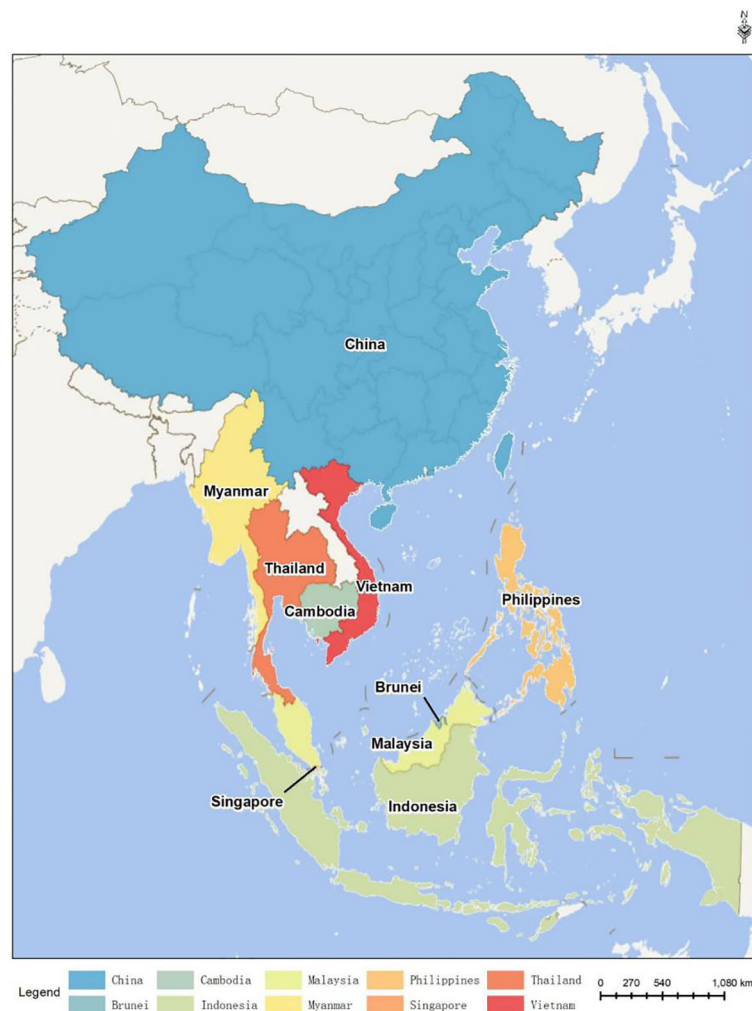 N
China
Myanmar
Thailand
Vietnam
Cambodia
Philippines
Brunei
Malaysia
Singapore
Indonesia
Legend
China Cambodia Malaysia Philippines Thailand
Brunei Indonesia Myanmar Singapore Vietnam
0 270 540 1,080 km